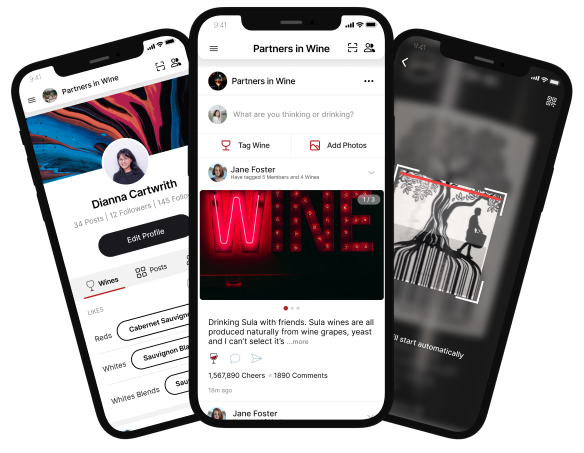 9:41
Partners in Wine
Dianna Cartwrith
34 Posts | 12 Followers | 145 Follo
Edit Profile
Wines
Posts
LIKES
Reds
Cabernet Sauvigno
Whites
Sauvignon Bla
Whites Blends
Sau
9:41
Partners in Wine
Partners in Wine
What are you thinking or drinking?
Tag Wine
Add Photos
Jane Foster
Have tagged 5 Members and 4 Wines
1 / 3
WINE
Drinking Sula with friends. Sula wines are all
produced naturally from wine grapes, yeast
and I can't select it's ...more
1,567,890 Cheers
1890 Comments
18m ago
Jane Foster
9:41
ll start automatically